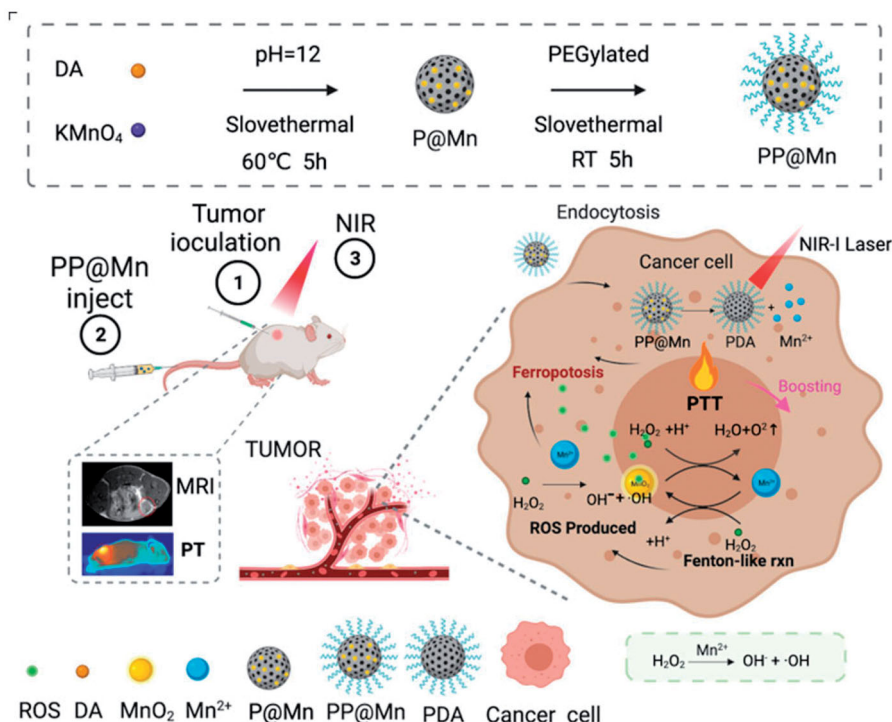 DA
KMnO₄
pH=12
Slovethermal
60℃ 5h
P@Mn
PEGylated
Slovethermal
RT 5h
PP@Mn
Tumor
ioculation
1
NIR
3
PP@Mn
inject
2
MRI
PT
TUMOR
Endocytosis
NIR-I Laser
Cancer cell
PP@Mn
PDA
+
Mn²⁺
Ferropotosis
PTT
Boosting
H₂O₂ +H⁺
H₂O+O²↑
Mn²⁺
MnO₂
Mn²⁺
H₂O₂
OH⁻ + ·OH
ROS Produced
+H⁺
H₂O₂
Fenton-like rxn
H₂O₂ Mn²⁺ OH⁻ + ·OH
ROS
DA
MnO₂
Mn²⁺
P@Mn
PP@Mn
PDA
Cancer cell